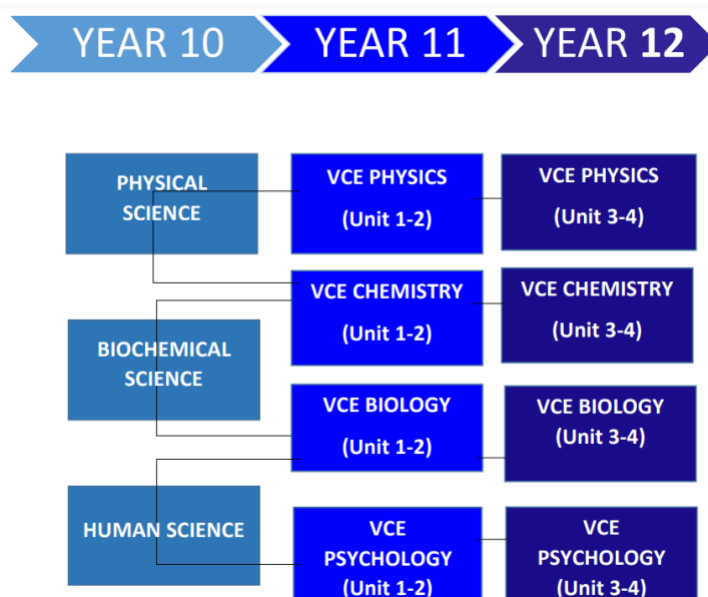 YEAR 10
YEAR 11
YEAR 12
PHYSICAL
SCIENCE
VCE PHYSICS
(Unit 1-2)
VCE PHYSICS
(Unit 3-4)
VCE CHEMISTRY
(Unit 1-2)
VCE CHEMISTRY
(Unit 3-4)
BIOCHEMICAL
SCIENCE
VCE BIOLOGY
(Unit 1-2)
VCE BIOLOGY
(Unit 3-4)
HUMAN SCIENCE
VCE
PSYCHOLOGY
(Unit 1-2)
VCE
PSYCHOLOGY
(Unit 3-4)